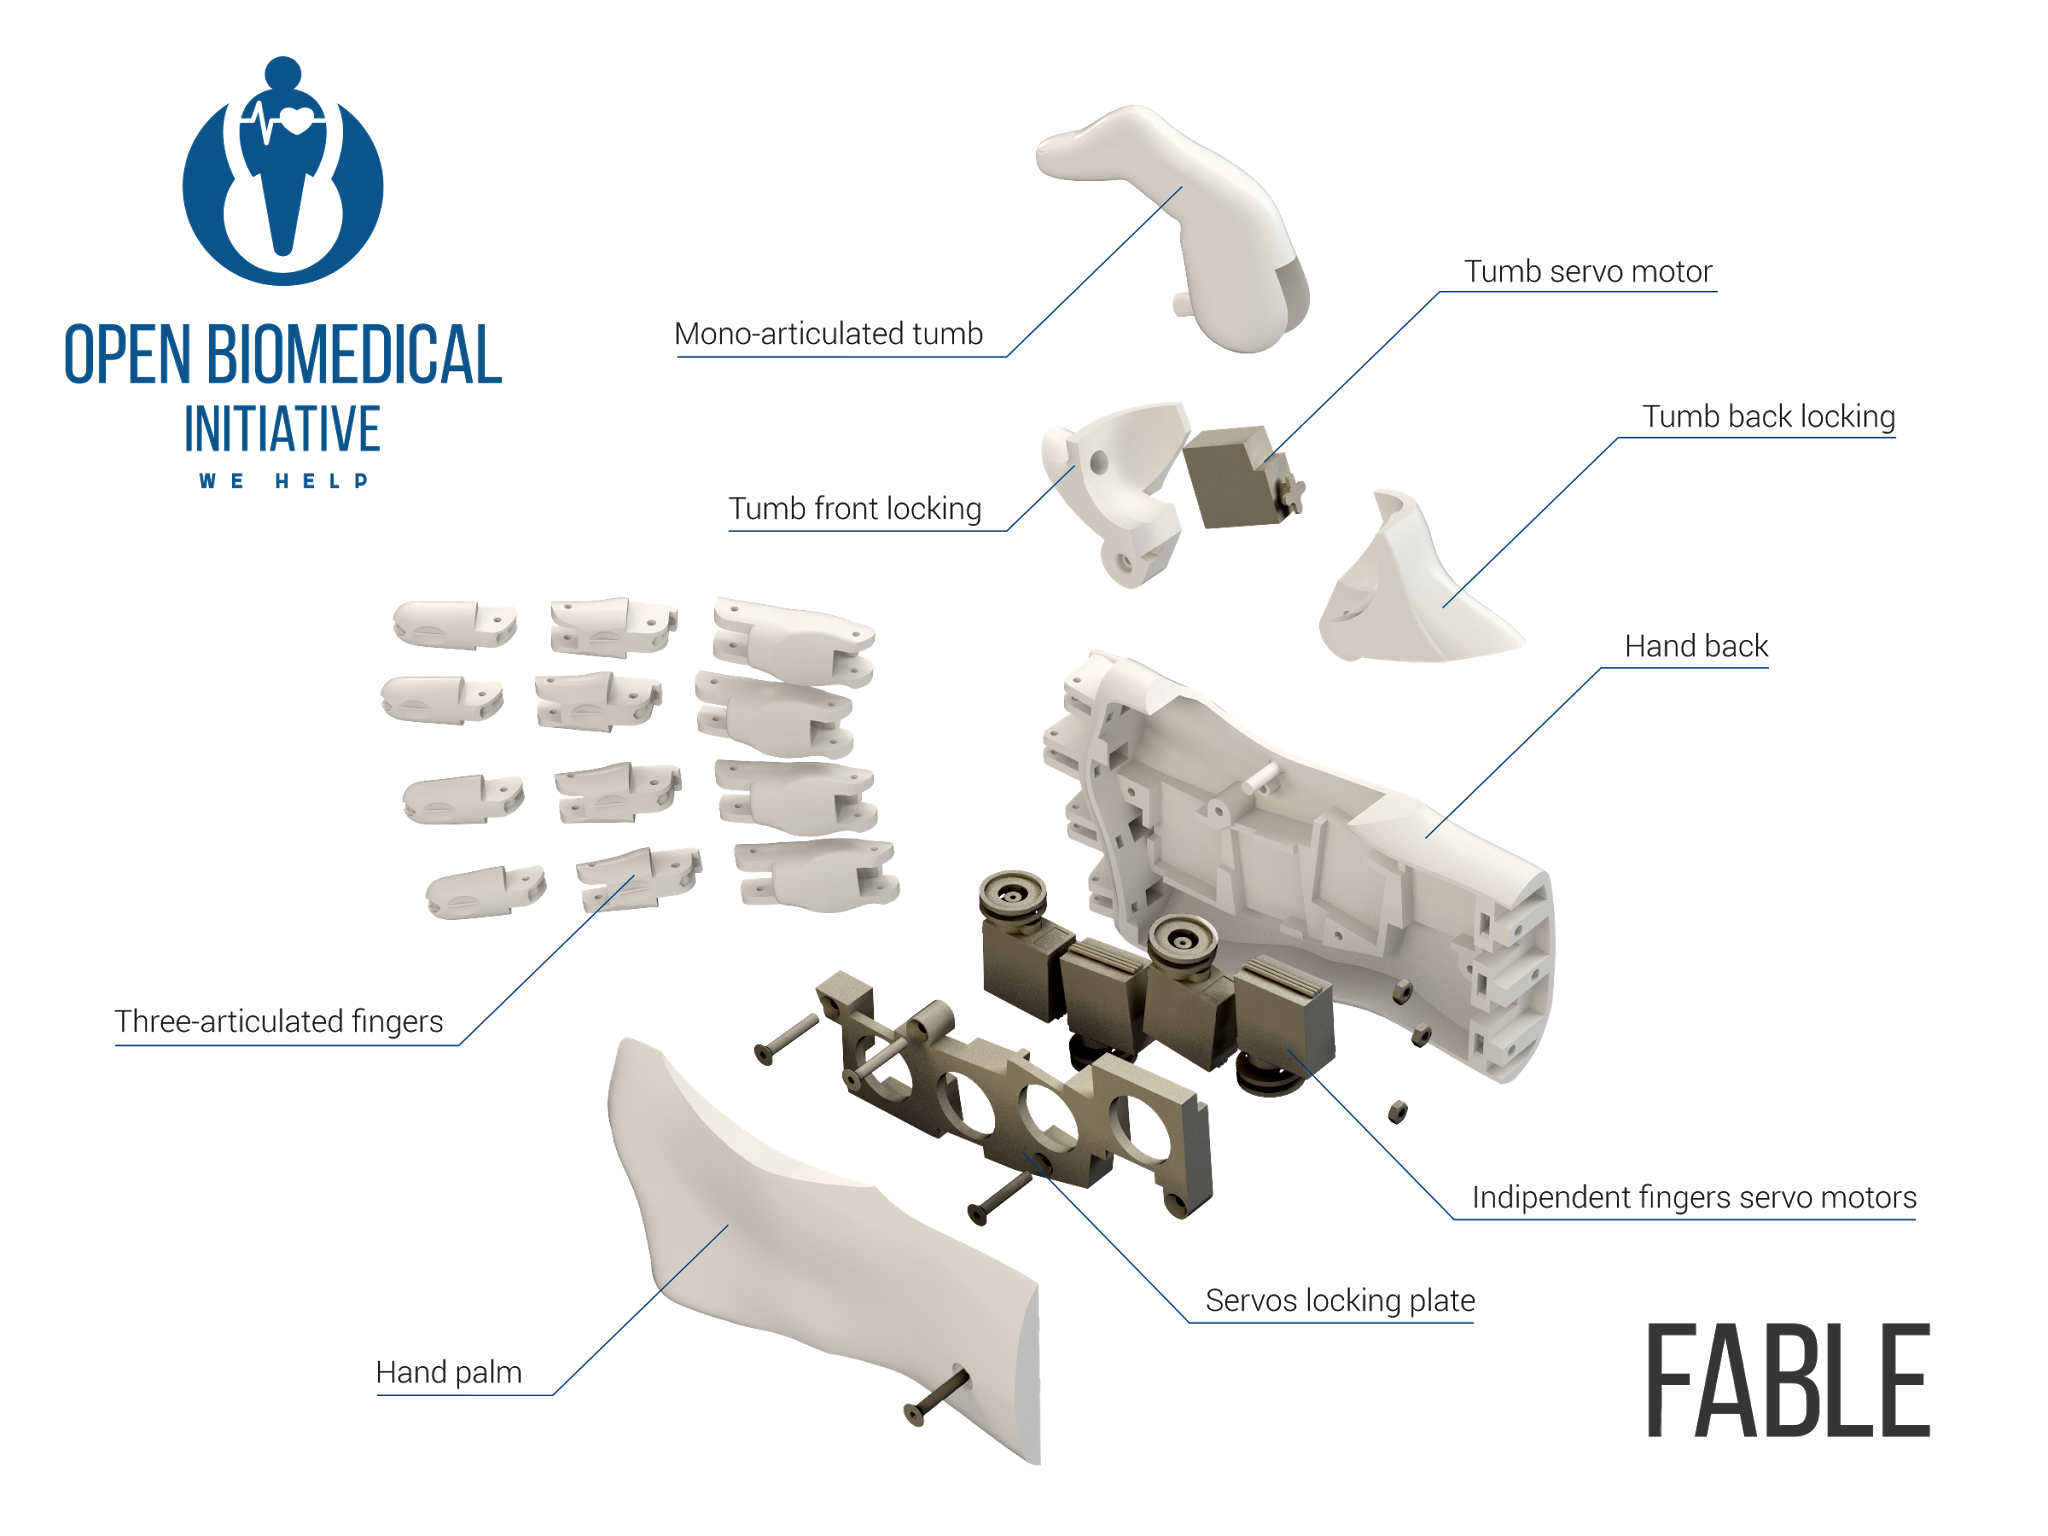 OPEN BIOMEDICAL
INITIATIVE
WE HELP
Mono-articulated tumb
Tumb servo motor
Tumb back locking
Tumb front locking
Hand back
Three-articulated fingers
Indipendent fingers servo motors
Servos locking plate
Hand palm
FABLE